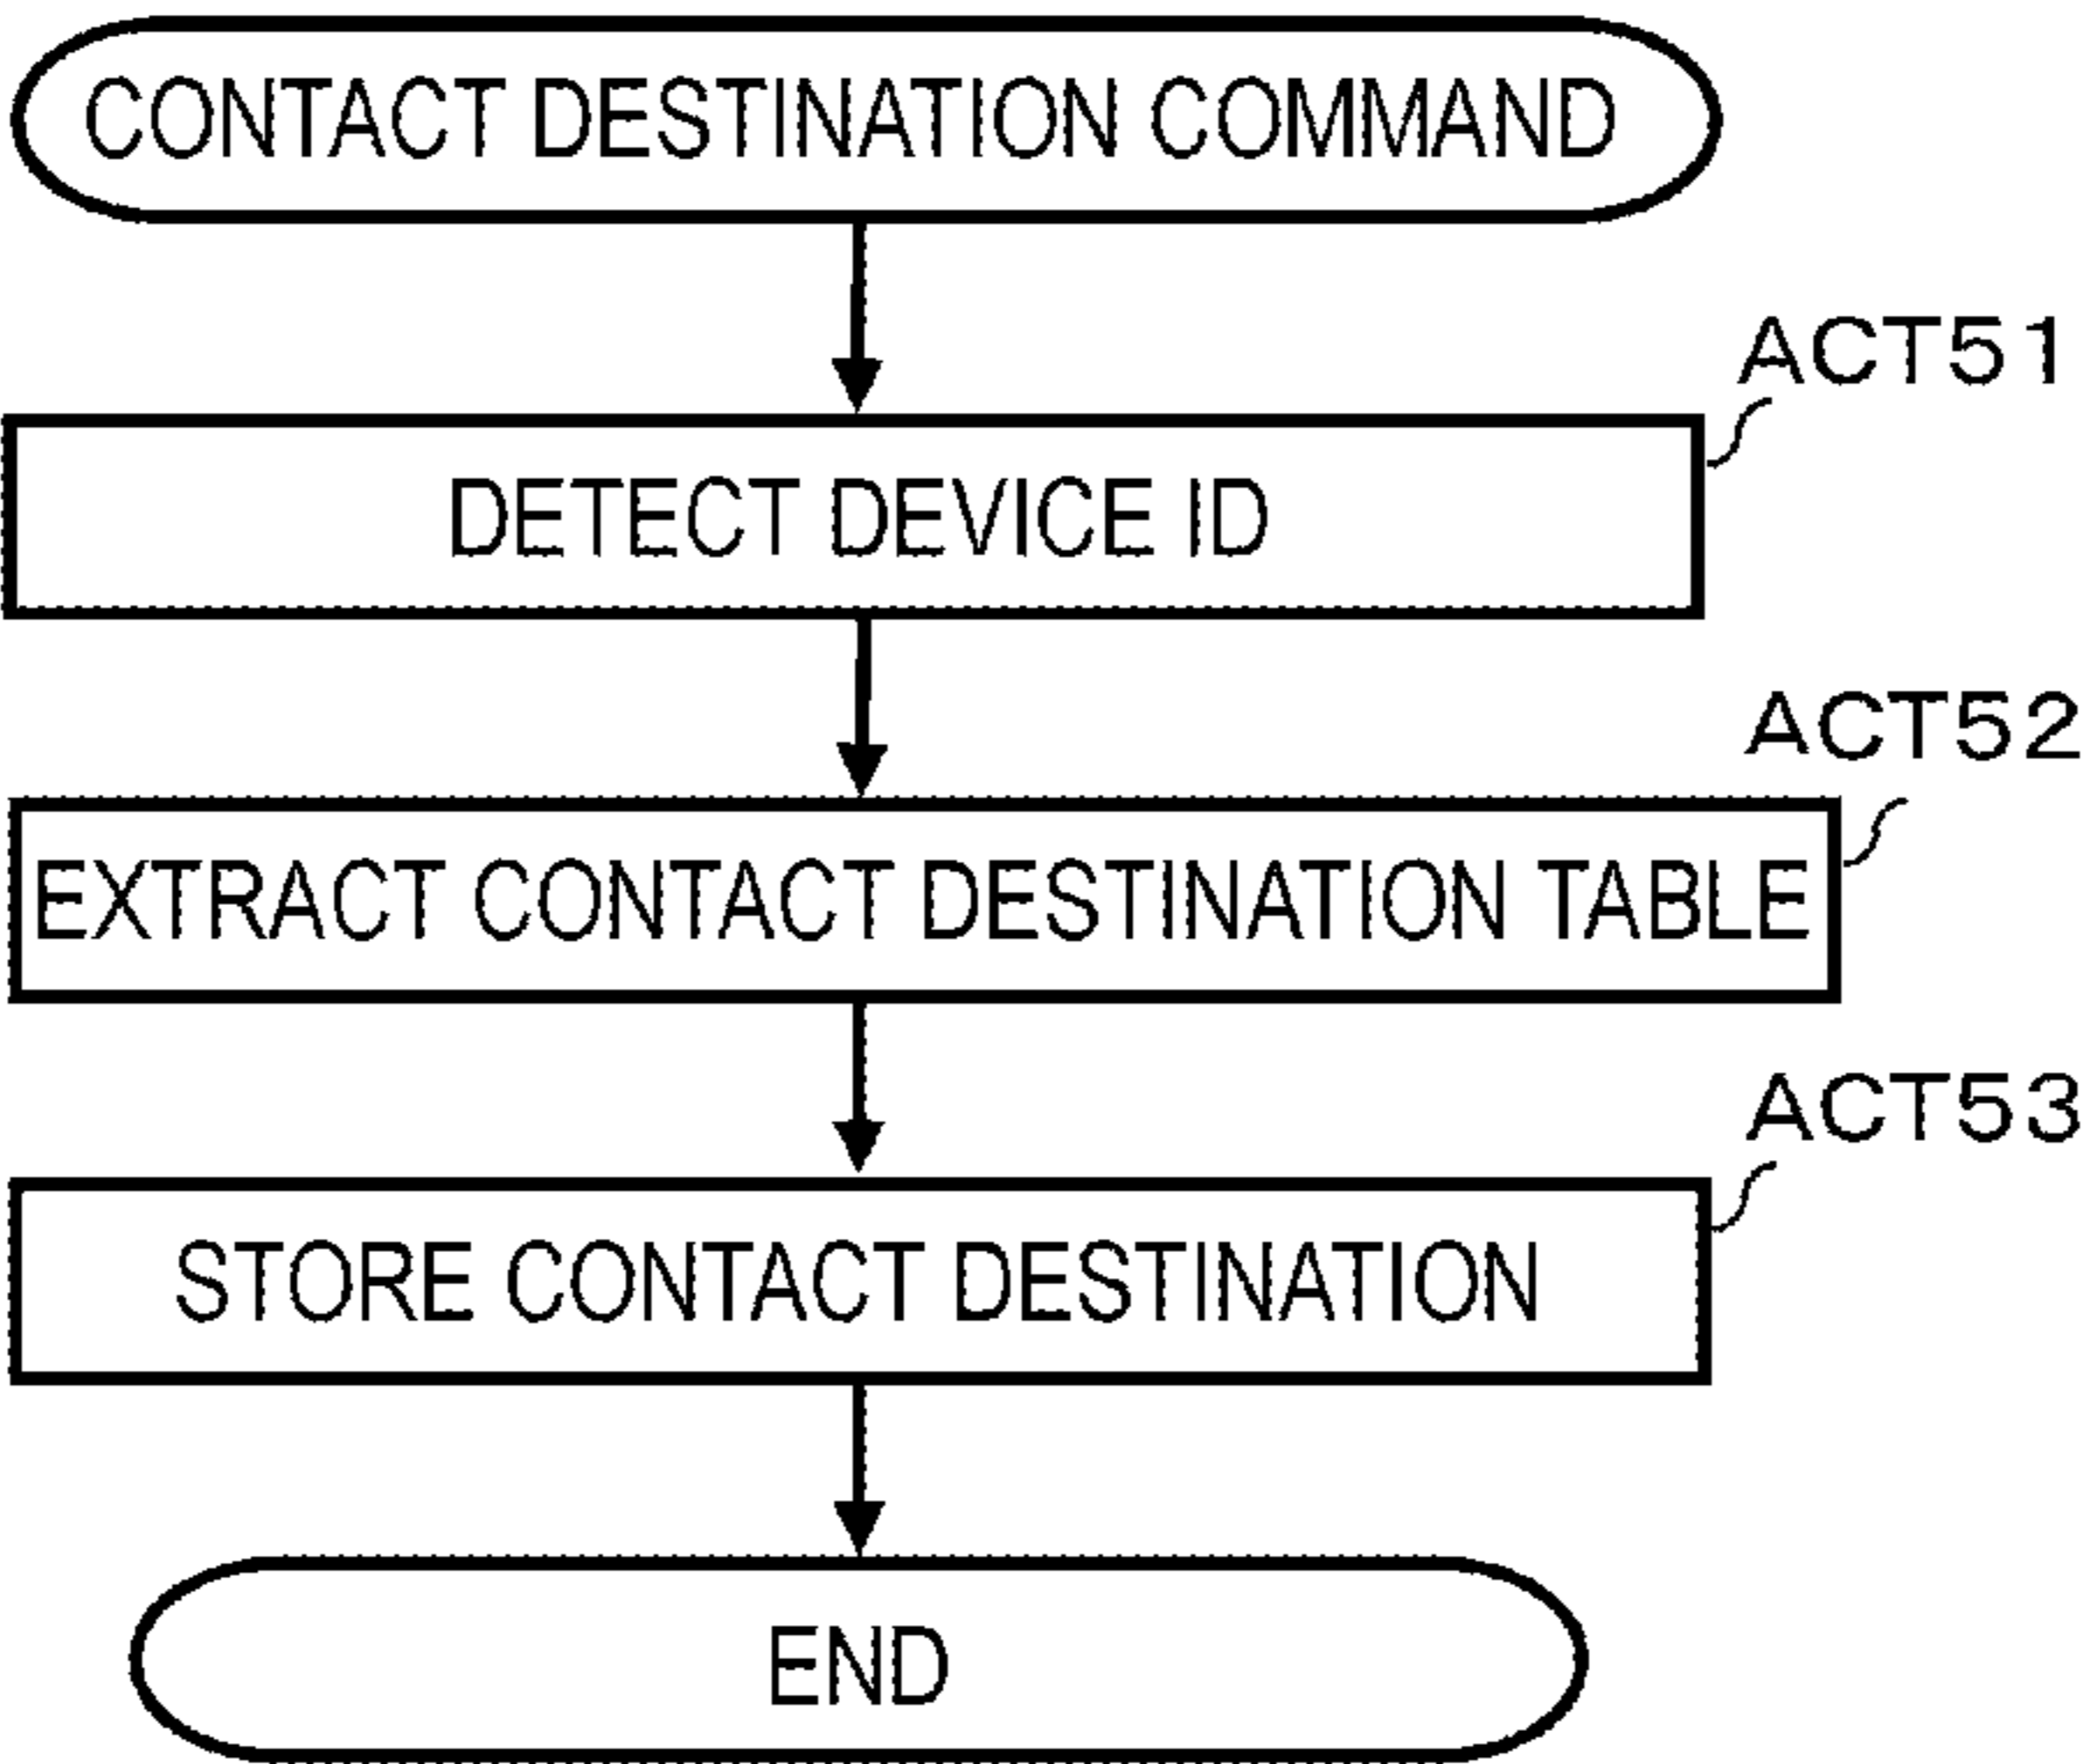 CONTACT DESTINATION COMMAND
ACT51
DETECT DEVICE ID
ACT52
EXTRACT CONTACT DESTINATION TABLE
ACT53
STORE CONTACT DESTINATION
END